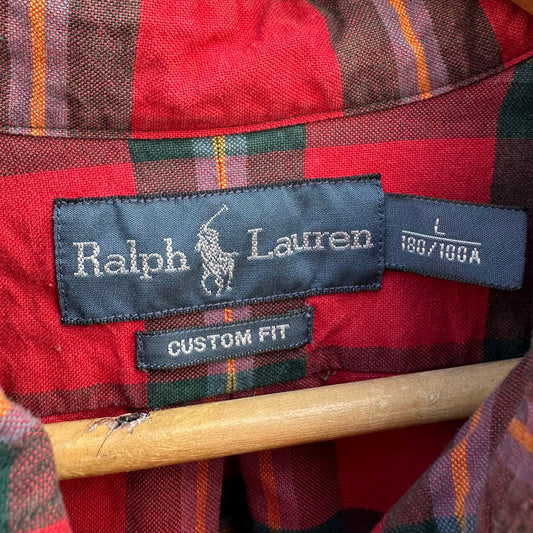 Ralph Lauren
L
180/100A
CUSTOM FIT